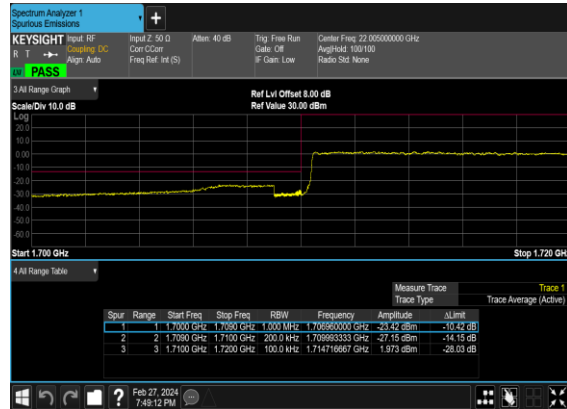 Spectrum Analyzer 1
Spurious Emissions
KEYSIGHT
R T
LW PASS
Input: RF
Coupling: DC
Align: Auto
Input Z: 50 Ω
Corr CCorr
Freq Ref: Int (S)
Atten: 40 dB
Trig: Free Run
Gate: Off
IF Gain: Low
Center Freq: 22.005000000 GHz
Avg|Hold: 100/100
Radio Std: None
3 All Range Graph
Scale/Div 10.0 dB
Ref Lvl Offset 8.00 dB
Ref Value 30.00 dBm
Log
20.0
10.0
0.00
-10.0
-20.0
-30.0
-40.0
-50.0
-60.0
Start 1.700 GHz
Stop 1.720 GH
4 All Range Table
Measure Trace Trace 1
Trace Type Trace Average (Active)
Spur Range Start Freq Stop Freq RBW Frequency Amplitude ΔLimit
1 1 1.7000 GHz 1.7090 GHz 1.000 MHz 1.706960000 GHz -23.42 dBm -10.42 dB
2 2 1.7090 GHz 1.7100 GHz 200.0 kHz 1.709993333 GHz -27.15 dBm -14.15 dB
3 3 1.7100 GHz 1.7200 GHz 100.0 kHz 1.714716667 GHz 1.973 dBm -28.03 dB
?
Feb 27, 2024
7:49:12 PM